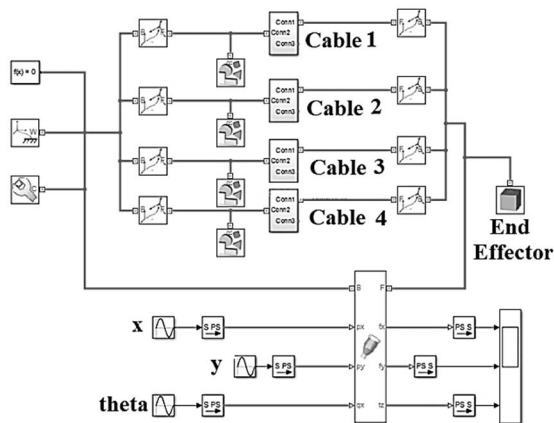 Conn1
Conn2
Conn3
Cable 1
f(x) = 0
Conn1
Conn2
Conn3
Cable 2
W
Conn1
Conn2
Conn3
Cable 3
C
Conn1
Conn2
Conn3
Cable 4
End
Effector
B
F
x
S PS
px
fx
PS S
y
S PS
py
fy
PS S
theta
S PS
qx
tz
PS S